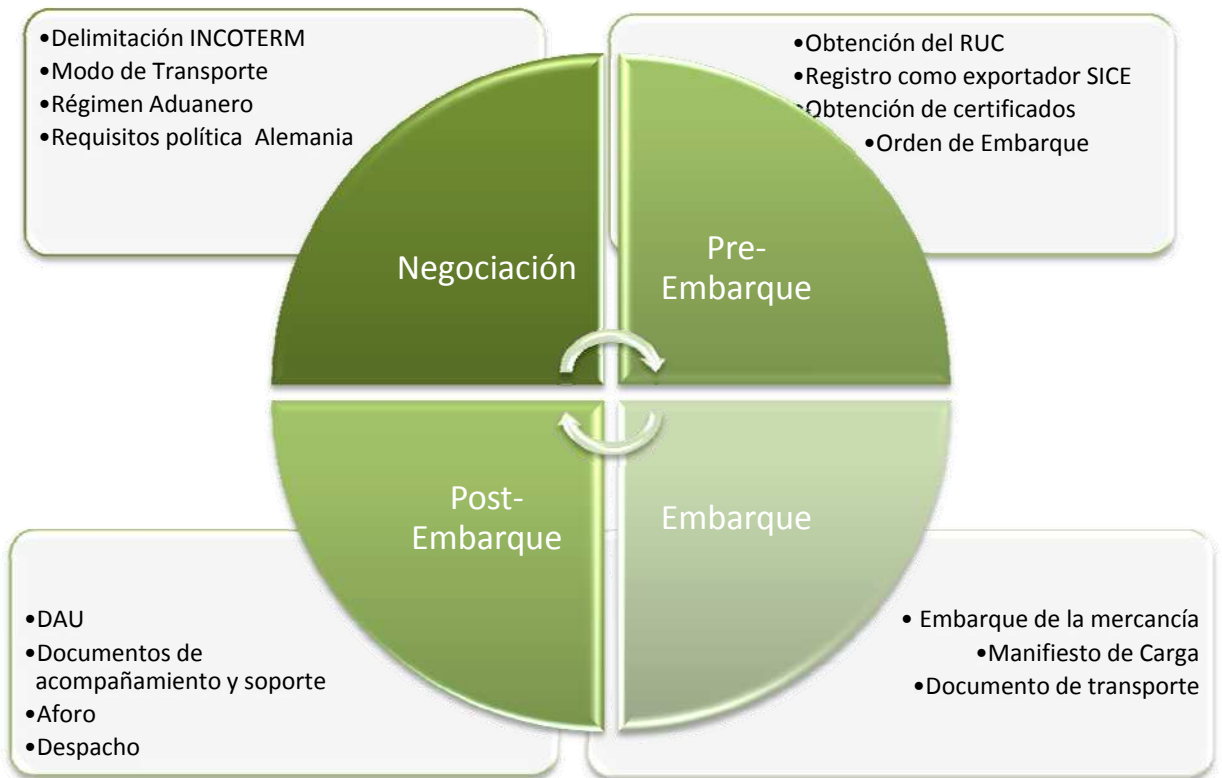 •Delimitación INCOTERM
•Modo de Transporte
•Régimen Aduanero
•Requisitos política Alemania
•Obtención del RUC
•Registro como exportador SICE
•Obtención de certificados
•Orden de Embarque
Negociación
Pre-
Embarque
Post-
Embarque
Embarque
•DAU
•Documentos de
acompañamiento y soporte
•Aforo
•Despacho
• Embarque de la mercancía
•Manifiesto de Carga
•Documento de transporte